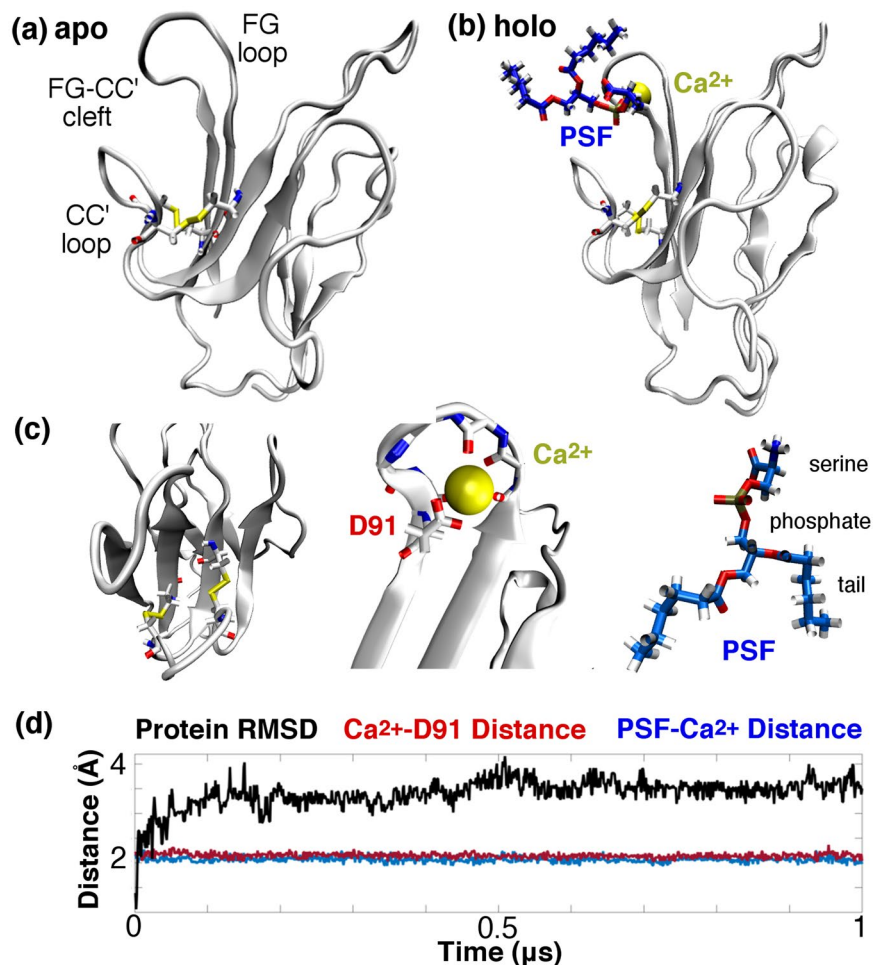 (a) apo
FG
loop
FG-CC'
cleft
CC'
loop
(b) holo
Ca2+
PSF
(c)
D91
Ca2+
serine
phosphate
tail
PSF
(d)
Protein RMSD Ca2+-D91 Distance PSF-Ca2+ Distance
Distance (Å)
4
2
0 0.5 1
Time (µs)